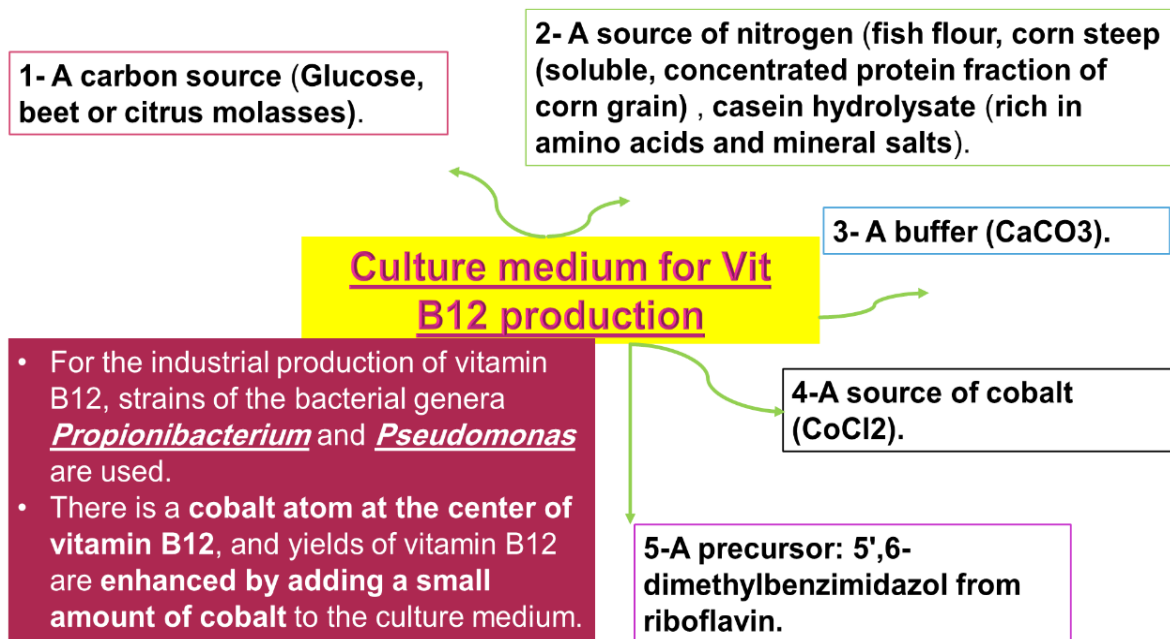 1- A carbon source (Glucose,
beet or citrus molasses).
2- A source of nitrogen (fish flour, corn steep
(soluble, concentrated protein fraction of
corn grain) , casein hydrolysate (rich in
amino acids and mineral salts).
3- A buffer (CaCO3).
Culture medium for Vit
B12 production
• For the industrial production of vitamin
B12, strains of the bacterial genera
Propionibacterium and Pseudomonas
are used.
• There is a cobalt atom at the center of
vitamin B12, and yields of vitamin B12
are enhanced by adding a small
amount of cobalt to the culture medium.
4-A source of cobalt
(CoCl2).
5-A precursor: 5',6-
dimethylbenzimidazol from
riboflavin.